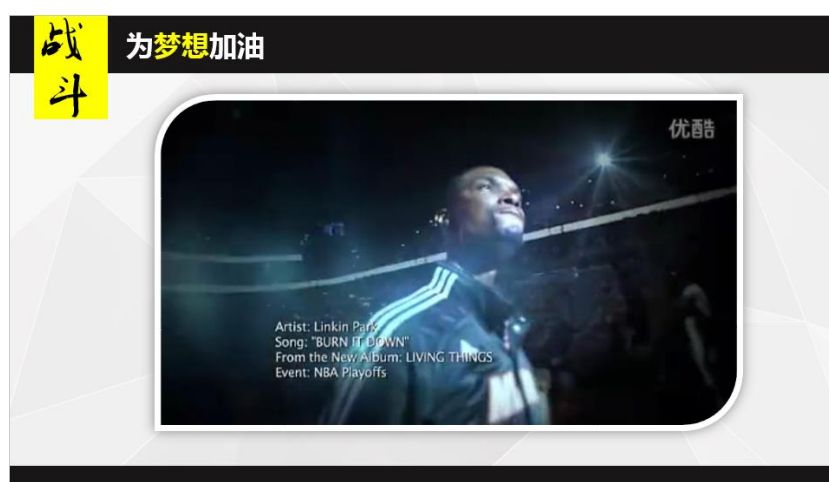 战
斗
为梦想加油
优酷
Artist: Linkin Park
Song: "BURN IT DOWN"
From the New Album: LIVING THINGS
Event: NBA Playoffs